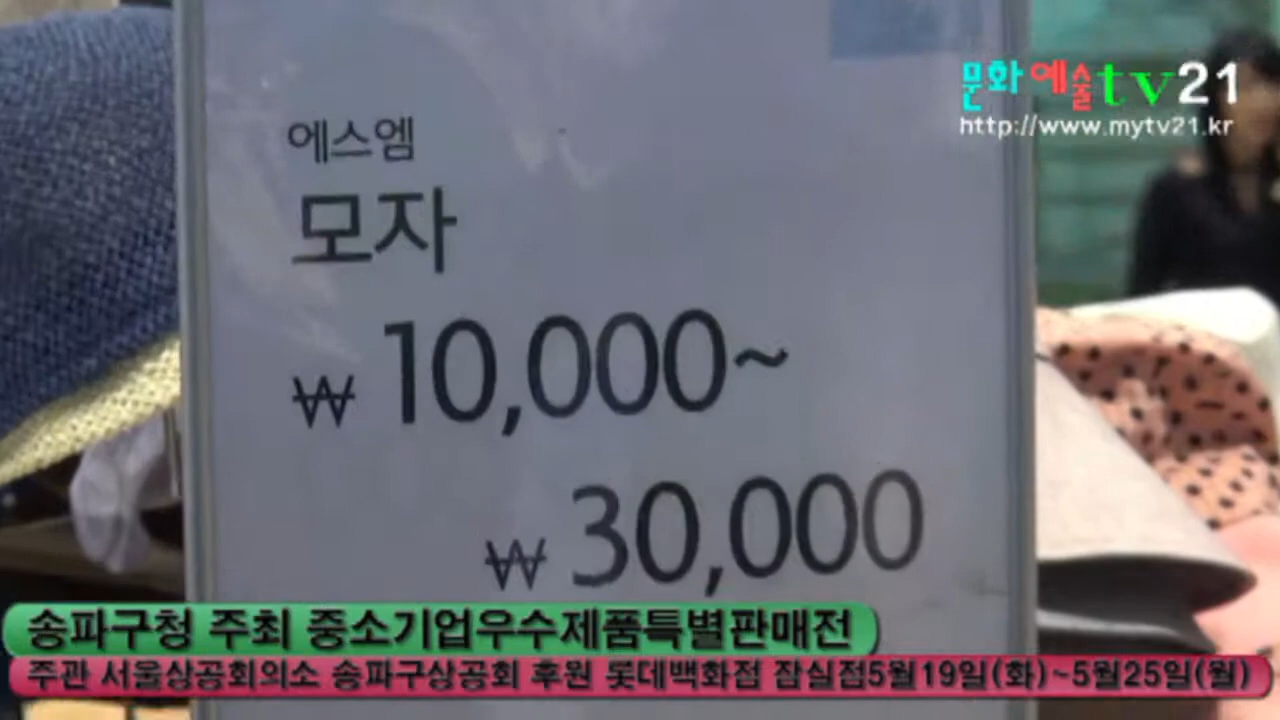 문화예술tv21
http://www.mytv21.kr
에스엠
모자
₩10,000~
₩30,000
송파구청 주최 중소기업우수제품특별판매전
주관 서울상공회의소 송파구상공회 후원 롯데백화점 잠실점5월19일(화)~5월25일(월)